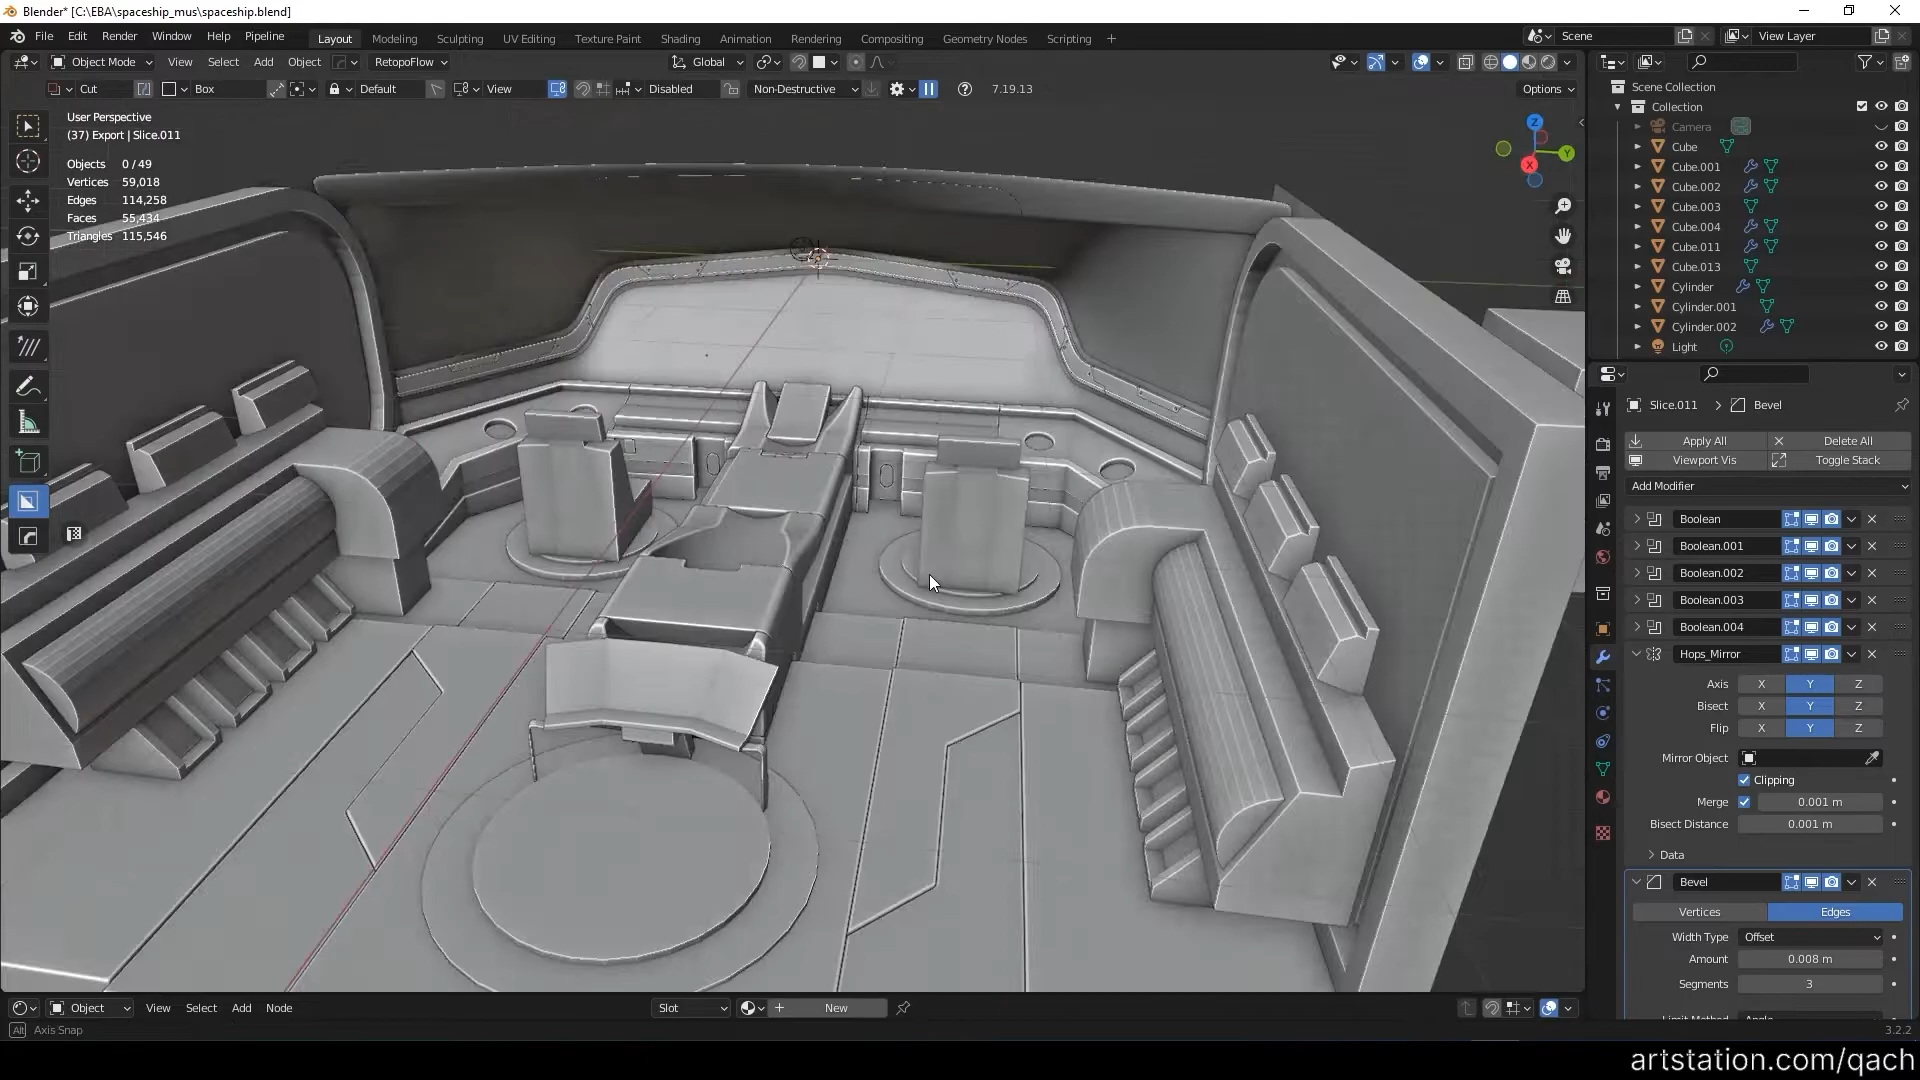 Blender* [C:\EBA\spaceship_mus\spaceship.blend]
File Edit Render Window Help Pipeline Layout Modeling Sculpting UV Editing Texture Paint Shading Animation Rendering Compositing Geometry Nodes Scripting + Scene View Layer
Object Mode View Select Add Object RetopoFlow Global
Cut Box Default View Disabled Non-Destructive 7.19.13 Options
User Perspective
(37) Export | Slice.011
Objects 0 / 49
Vertices 59,018
Edges 114,258
Faces 55,434
Triangles 115,546
Z
Y
X
Scene Collection
Collection
Camera
Cube
Cube.001
Cube.002
Cube.003
Cube.004
Cube.011
Cube.013
Cylinder
Cylinder.001
Cylinder.002
Light
Slice.011 > Bevel
Apply All Delete All
Viewport Vis Toggle Stack
Add Modifier
Boolean
Boolean.001
Boolean.002
Boolean.003
Boolean.004
Hops_Mirror
Axis X Y Z
Bisect X Y Z
Flip X Y Z
Mirror Object
Clipping
Merge 0.001 m
Bisect Distance 0.001 m
Data
Bevel
Vertices Edges
Width Type Offset
Amount 0.008 m
Segments 3
Object View Select Add Node Slot New
Alt Axis Snap
3.2.2
artstation.com/qach